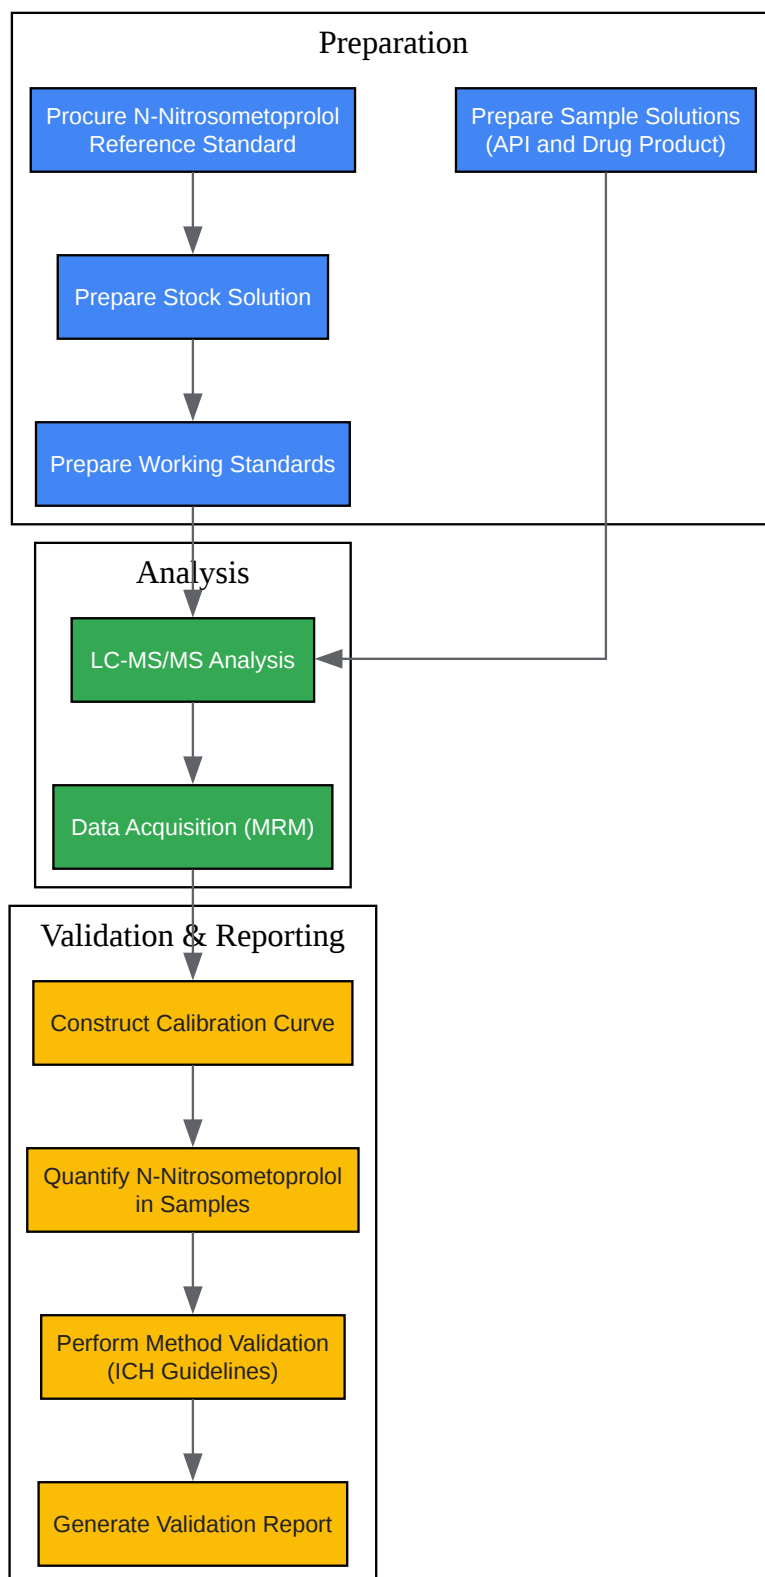 Preparation
Procure N-Nitrosometoprolol
Reference Standard
Prepare Sample Solutions
(API and Drug Product)
Prepare Stock Solution
Prepare Working Standards
Analysis
LC-MS/MS Analysis
Data Acquisition (MRM)
Validation & Reporting
Construct Calibration Curve
Quantify N-Nitrosometoprolol
in Samples
Perform Method Validation
(ICH Guidelines)
Generate Validation Report